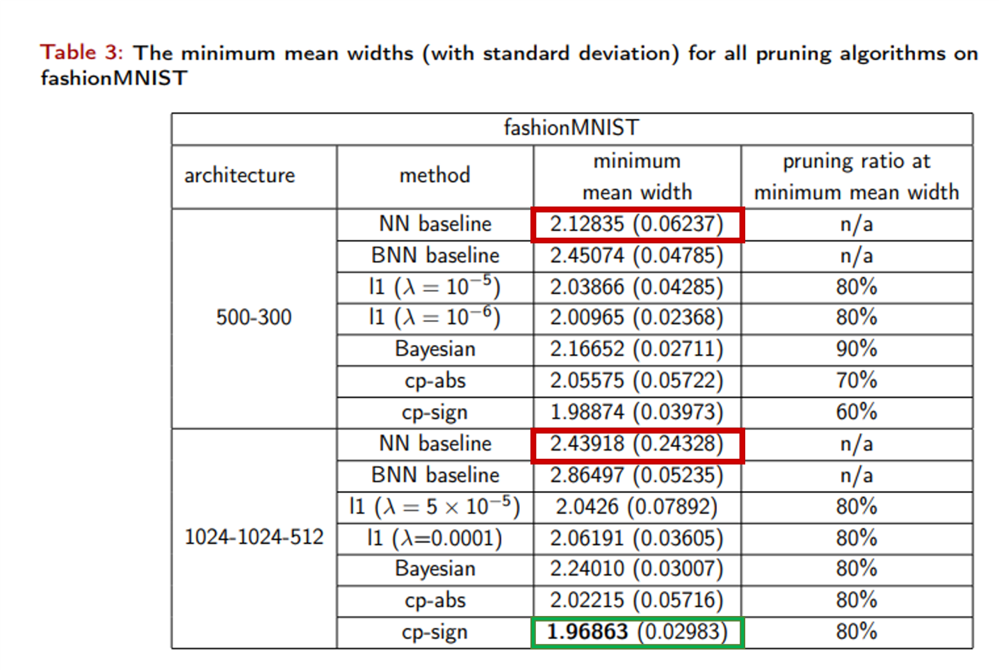 Table 3: The minimum mean widths (with standard deviation) for all pruning algorithms on
fashionMNIST
fashionMNIST
architecture method minimum mean width pruning ratio at minimum mean width
500-300
NN baseline 2.12835 (0.06237) n/a
BNN baseline 2.45074 (0.04785) n/a
l1 (λ = 10⁻⁵) 2.03866 (0.04285) 80%
l1 (λ = 10⁻⁶) 2.00965 (0.02368) 80%
Bayesian 2.16652 (0.02711) 90%
cp-abs 2.05575 (0.05722) 70%
cp-sign 1.98874 (0.03973) 60%
1024-1024-512
NN baseline 2.43918 (0.24328) n/a
BNN baseline 2.86497 (0.05235) n/a
l1 (λ = 5 × 10⁻⁵) 2.0426 (0.07892) 80%
l1 (λ=0.0001) 2.06191 (0.03605) 80%
Bayesian 2.24010 (0.03007) 80%
cp-abs 2.02215 (0.05716) 80%
cp-sign 1.96863 (0.02983) 80%